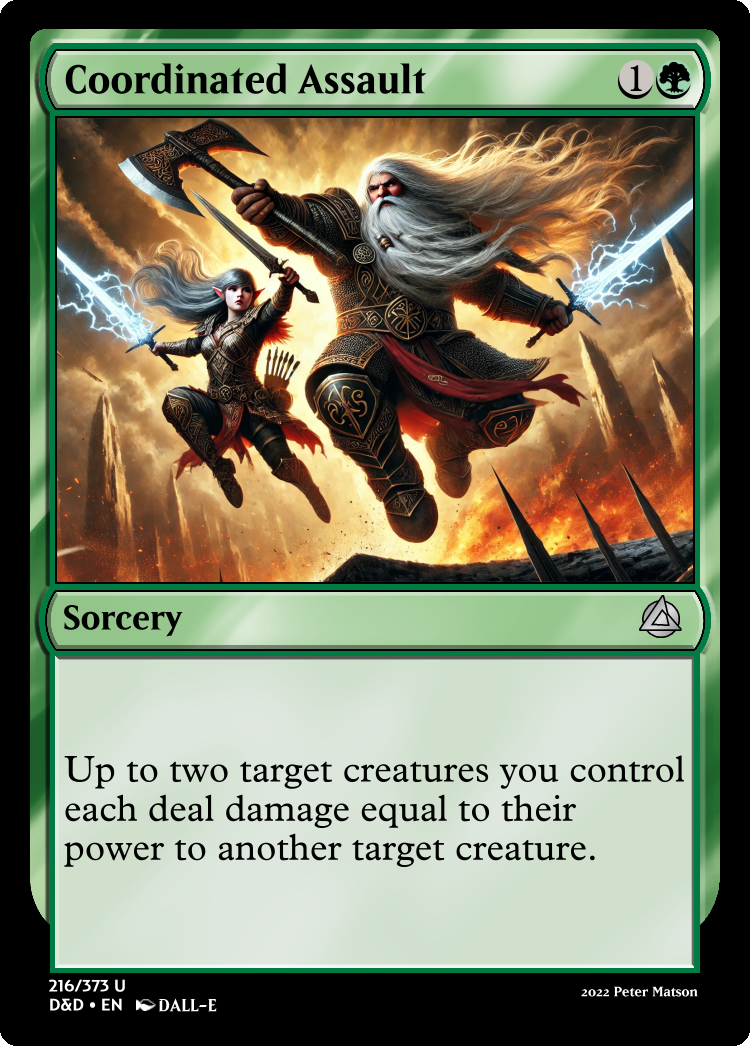 Coordinated Assault 1
Sorcery
Up to two target creatures you control
each deal damage equal to their
power to another target creature.
216/373 U
D&D • EN DALL-E
2022 Peter Matson